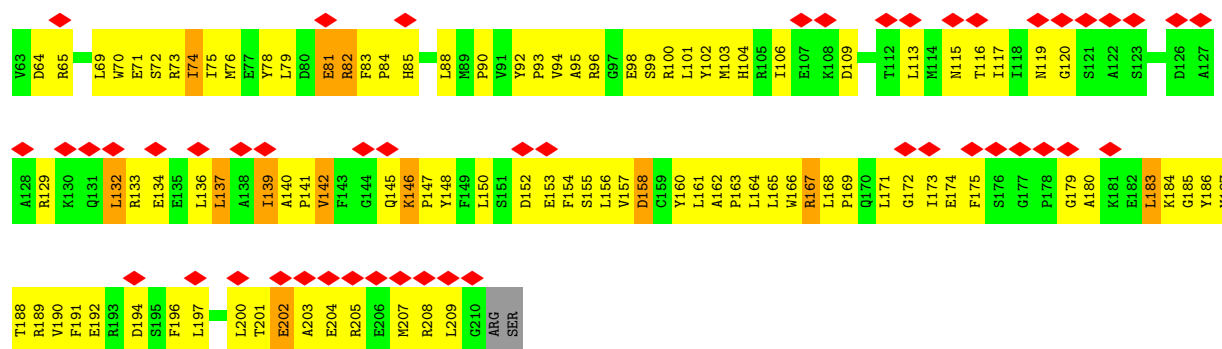 V63 D64 R65 L69 W70 E71 S72 R73 I74 I75 M76 E77 Y78 L79 D80 E81 R82 F83 P84 H85 L88 M89 P90 V91 Y92 P93 V94 A95 R96 G97 E98 S99 R100 L101 Y102 M103 H104 R105 I106 E107 K108 D109 T112 L113 M114 N115 T116 I117 I118 N119 G120 S121 A122 S123 D126 A127
A128 R129 K130 Q131 L132 R133 E134 E135 L136 L137 A138 I139 A140 P141 V142 F143 G144 Q145 K146 P147 Y148 F149 L150 S151 D152 E153 F154 S155 L156 V157 D158 C159 Y160 L161 A162 P163 L164 L165 W166 R167 L168 P169 Q170 L171 G172 I173 E174 F175 S176 G177 P178 G179 A180 K181 E182 L183 K184 G185 Y186
T188 R189 V190 F191 E192 R193 D194 S195 F196 L197 L200 T201 E202 A203 E204 R205 E206 M207 R208 L209 G210 ARG SER